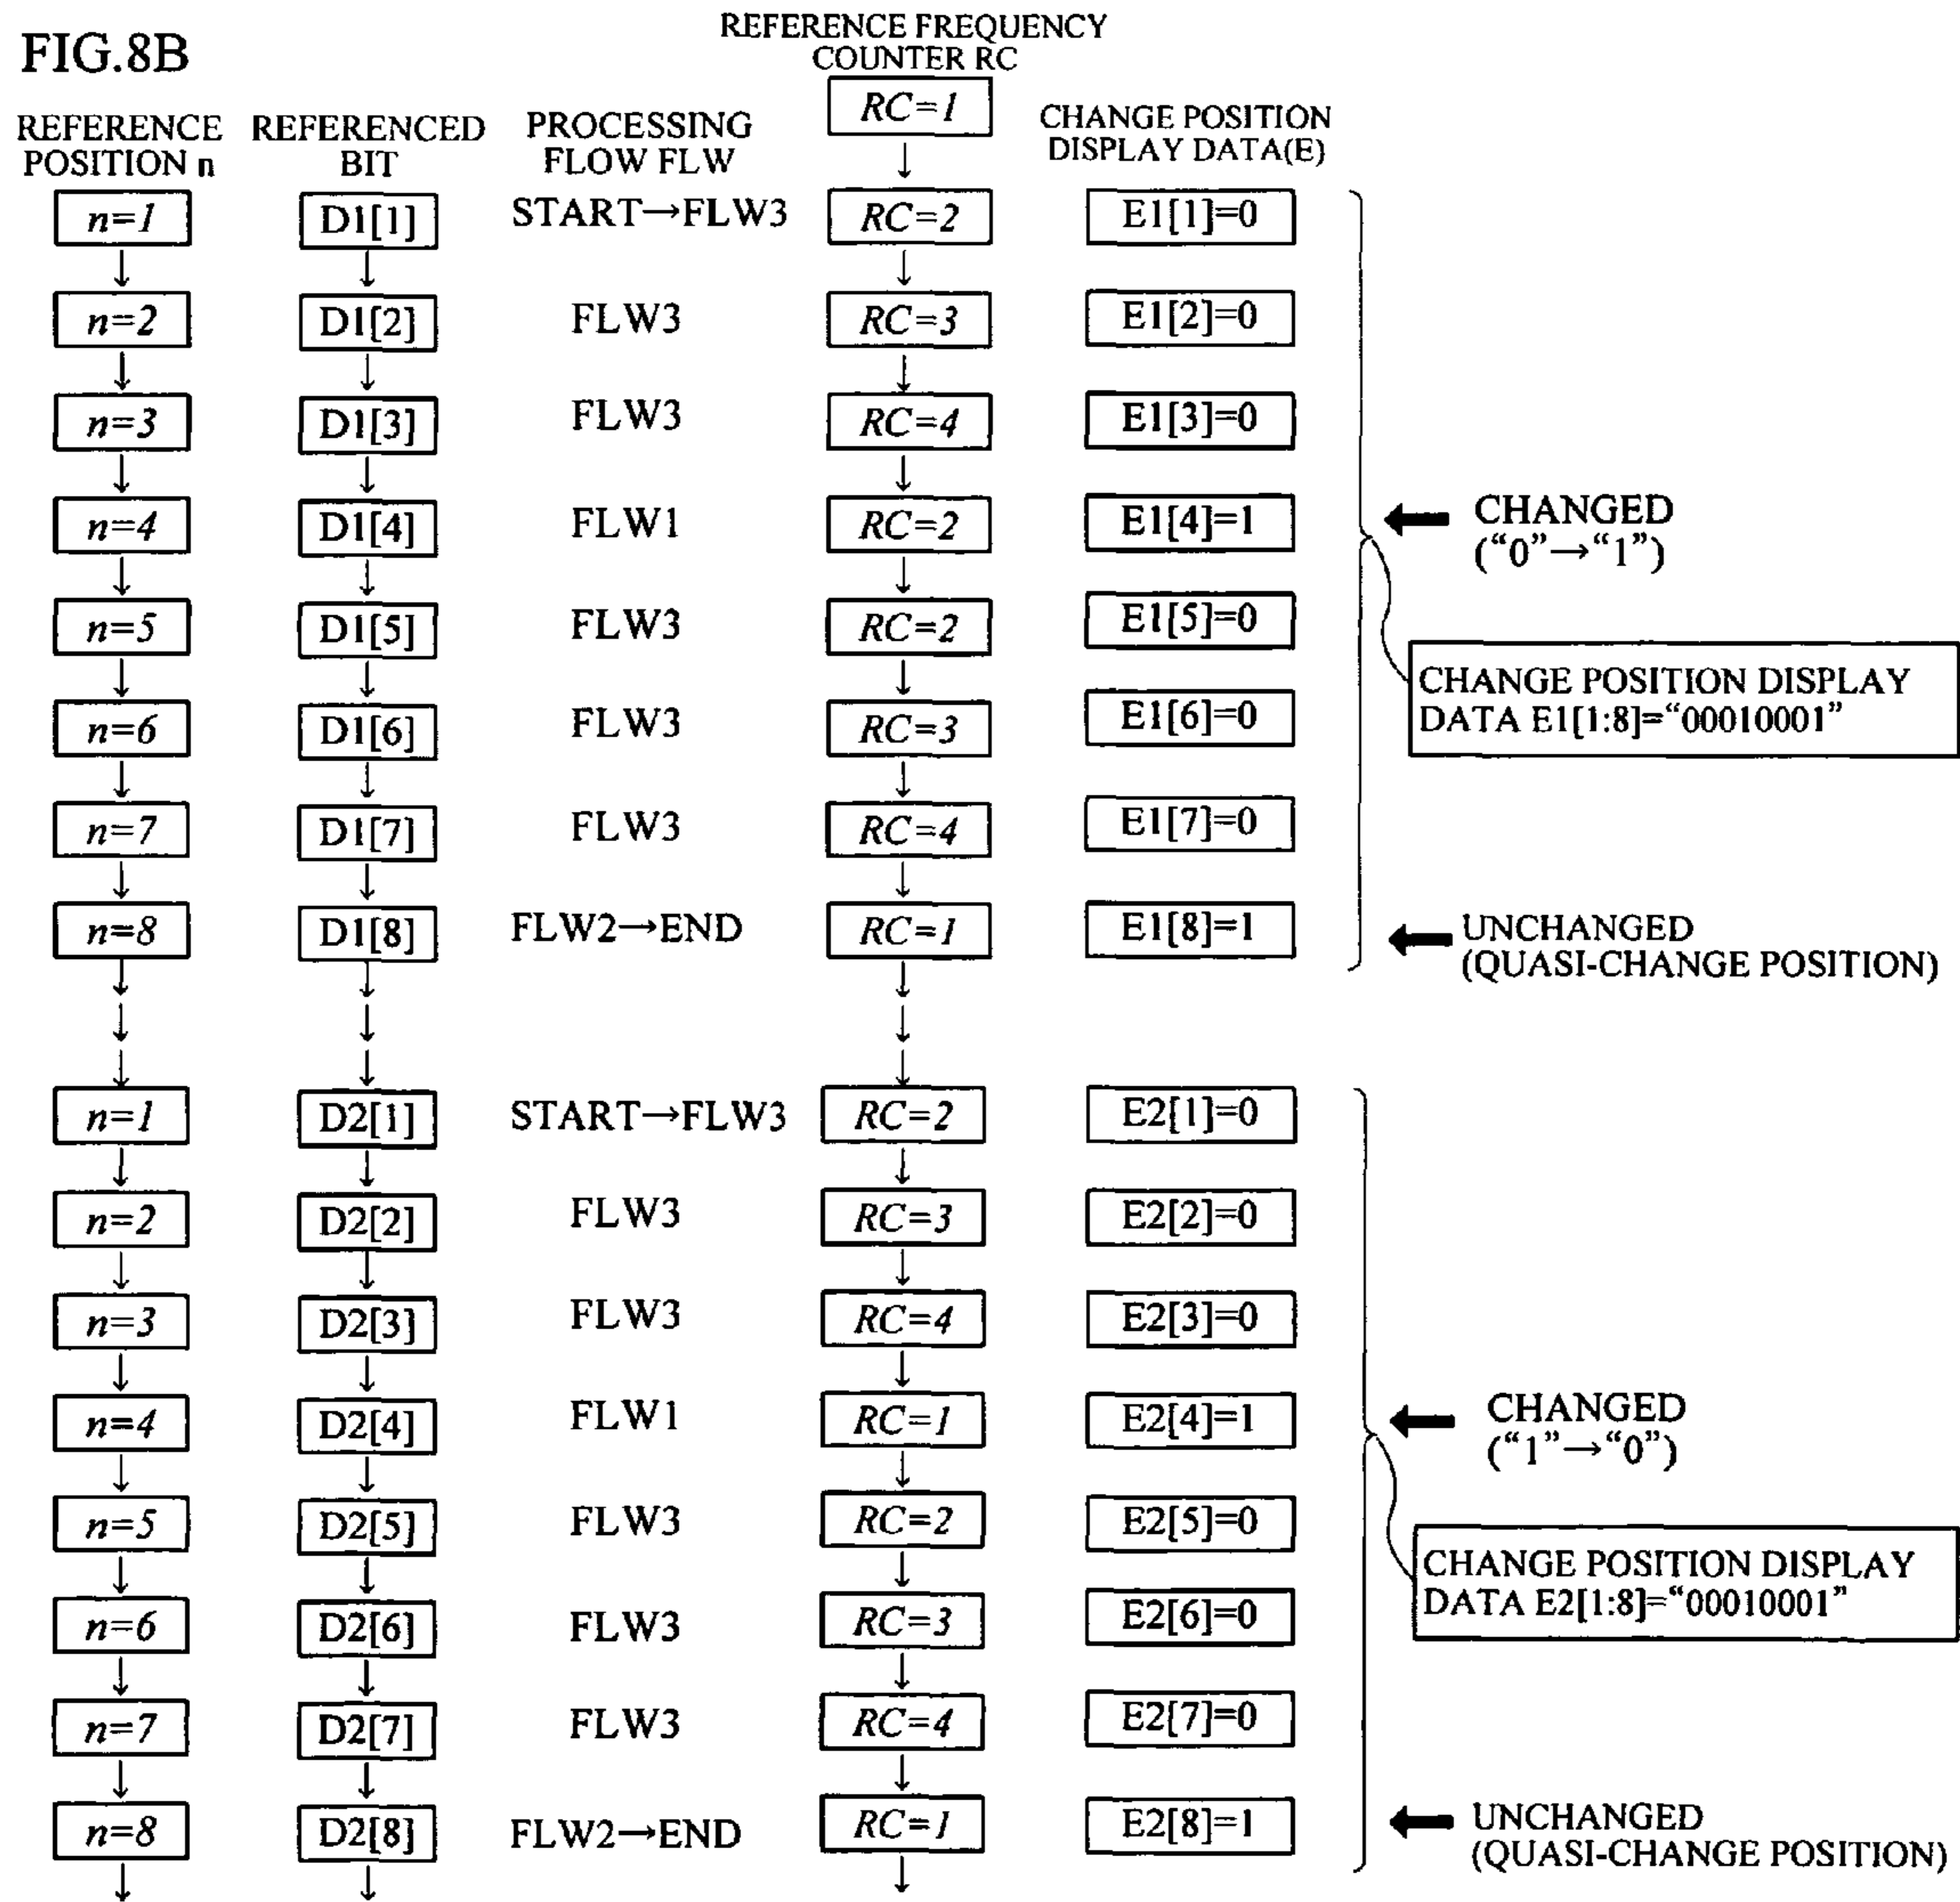 FIG.8B
REFERENCE FREQUENCY
COUNTER RC
RC=1
REFERENCE
POSITION n
REFERENCED
BIT
PROCESSING
FLOW FLW
CHANGE POSITION
DISPLAY DATA(E)
n=1 D1[1] START→FLW3 RC=2 E1[1]=0
n=2 D1[2] FLW3 RC=3 E1[2]=0
n=3 D1[3] FLW3 RC=4 E1[3]=0
n=4 D1[4] FLW1 RC=2 E1[4]=1
CHANGED
(“0”→“1”)
n=5 D1[5] FLW3 RC=2 E1[5]=0
n=6 D1[6] FLW3 RC=3 E1[6]=0
CHANGE POSITION DISPLAY
DATA E1[1:8]=“00010001”
n=7 D1[7] FLW3 RC=4 E1[7]=0
n=8 D1[8] FLW2→END RC=1 E1[8]=1
UNCHANGED
(QUASI-CHANGE POSITION)
n=1 D2[1] START→FLW3 RC=2 E2[1]=0
n=2 D2[2] FLW3 RC=3 E2[2]=0
n=3 D2[3] FLW3 RC=4 E2[3]=0
n=4 D2[4] FLW1 RC=1 E2[4]=1
CHANGED
(“1”→“0”)
n=5 D2[5] FLW3 RC=2 E2[5]=0
n=6 D2[6] FLW3 RC=3 E2[6]=0
CHANGE POSITION DISPLAY
DATA E2[1:8]=“00010001”
n=7 D2[7] FLW3 RC=4 E2[7]=0
n=8 D2[8] FLW2→END RC=1 E2[8]=1
UNCHANGED
(QUASI-CHANGE POSITION)